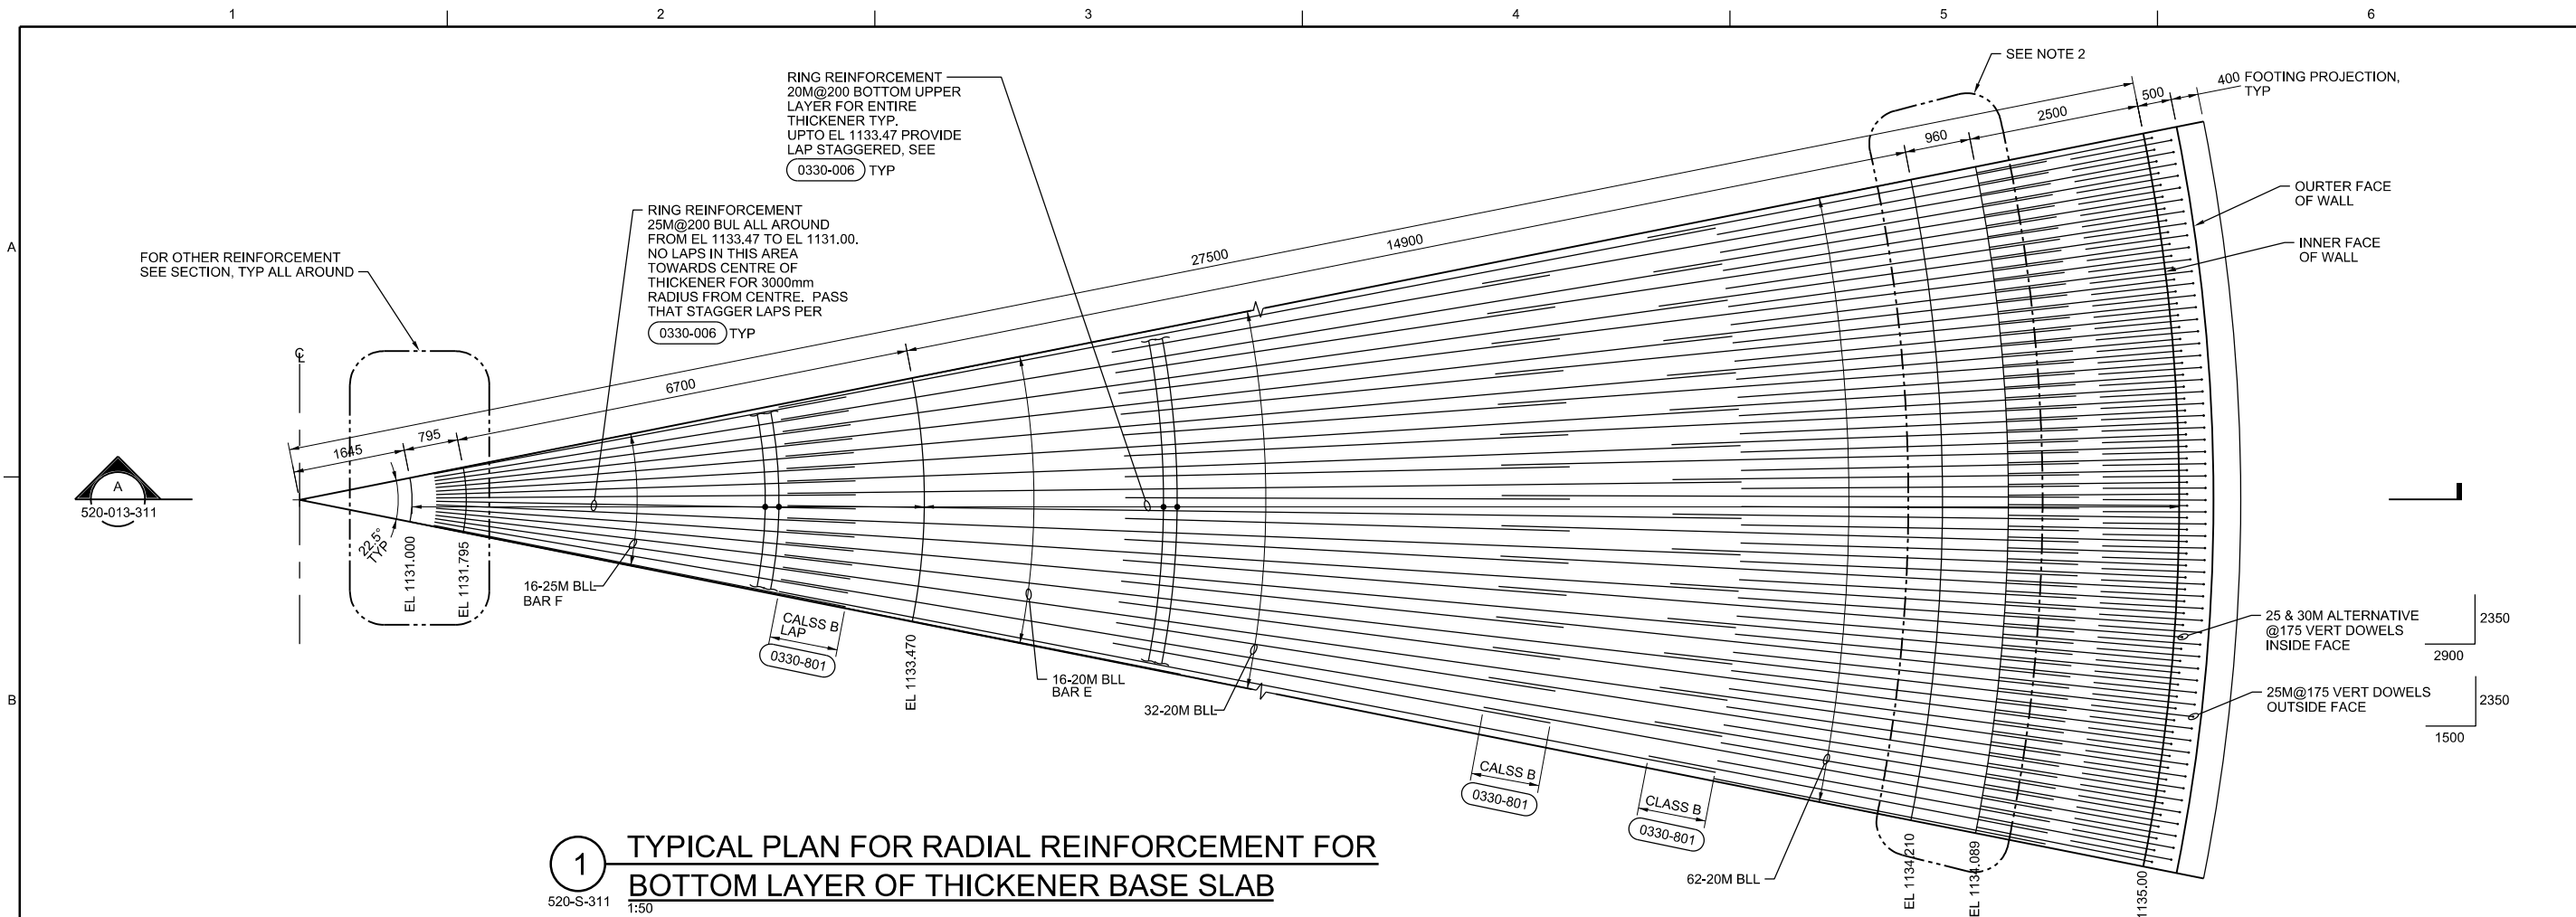 1
2
3
4
5
6
A
B
RING REINFORCEMENT
20M@200 BOTTOM UPPER
LAYER FOR ENTIRE
THICKENER TYP.
UPTO EL 1133.47 PROVIDE
LAP STAGGERED, SEE
0330-006 TYP
RING REINFORCEMENT
25M@200 BUL ALL AROUND
FROM EL 1133.47 TO EL 1131.00.
NO LAPS IN THIS AREA
TOWARDS CENTRE OF
THICKENER FOR 3000mm
RADIUS FROM CENTRE. PASS
THAT STAGGER LAPS PER
0330-006 TYP
FOR OTHER REINFORCEMENT
SEE SECTION, TYP ALL AROUND
SEE NOTE 2
400 FOOTING PROJECTION,
TYP
500
2500
960
27500
14900
6700
795
1645
OURTER FACE
OF WALL
INNER FACE
OF WALL
℄
A
520-013-311
22.5°
TYP
EL 1131.000
EL 1131.795
16-25M BLL
BAR F
CALSS B
LAP
0330-801
EL 1133.470
16-20M BLL
BAR E
32-20M BLL
CALSS B
0330-801
CLASS B
0330-801
62-20M BLL
EL 1134.210
EL 1134.089
1135.00
25 & 30M ALTERNATIVE
@175 VERT DOWELS
INSIDE FACE
2350
2900
25M@175 VERT DOWELS
OUTSIDE FACE
2350
1500
1
TYPICAL PLAN FOR RADIAL REINFORCEMENT FOR
BOTTOM LAYER OF THICKENER BASE SLAB
520-S-311
1:50